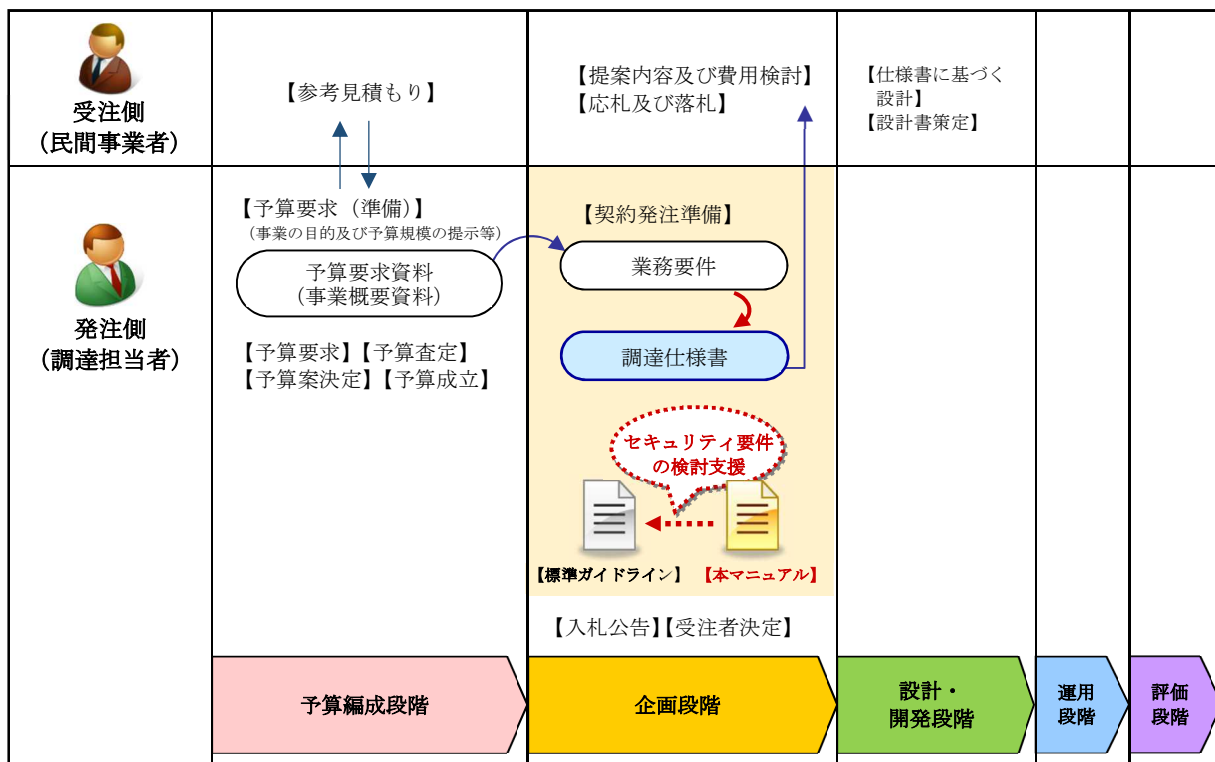 受注側
（民間事業者）
【参考見積もり】
【提案内容及び費用検討】
【応札及び落札】
【仕様書に基づく
設計】
【設計書策定】
発注側
（調達担当者）
【予算要求（準備）】
（事業の目的及び予算規模の提示等）
予算要求資料
（事業概要資料）
【予算要求】【予算査定】
【予算案決定】【予算成立】
【契約発注準備】
業務要件
調達仕様書
セキュリティ要件
の検討支援
【標準ガイドライン】
【本マニュアル】
【入札公告】【受注者決定】
予算編成段階
企画段階
設計・
開発段階
運用
段階
評価
段階